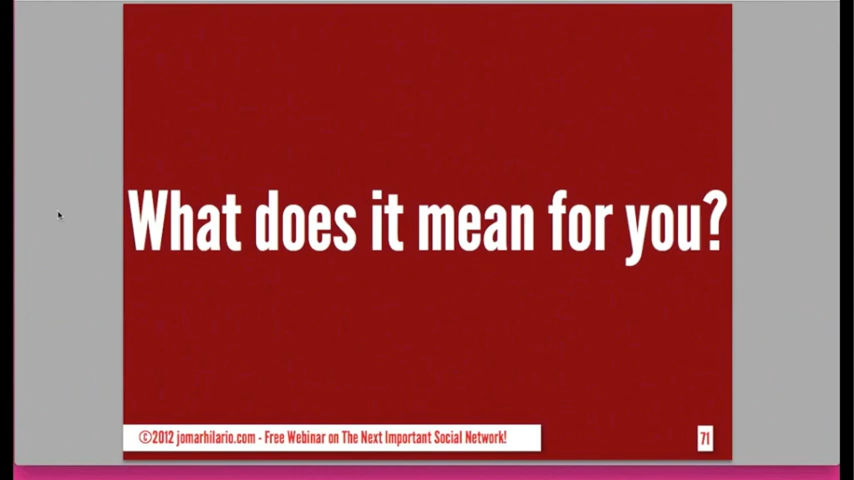 What does it mean for you?
©2012 jomarhilario.com - Free Webinar on The Next Important Social Network!
71